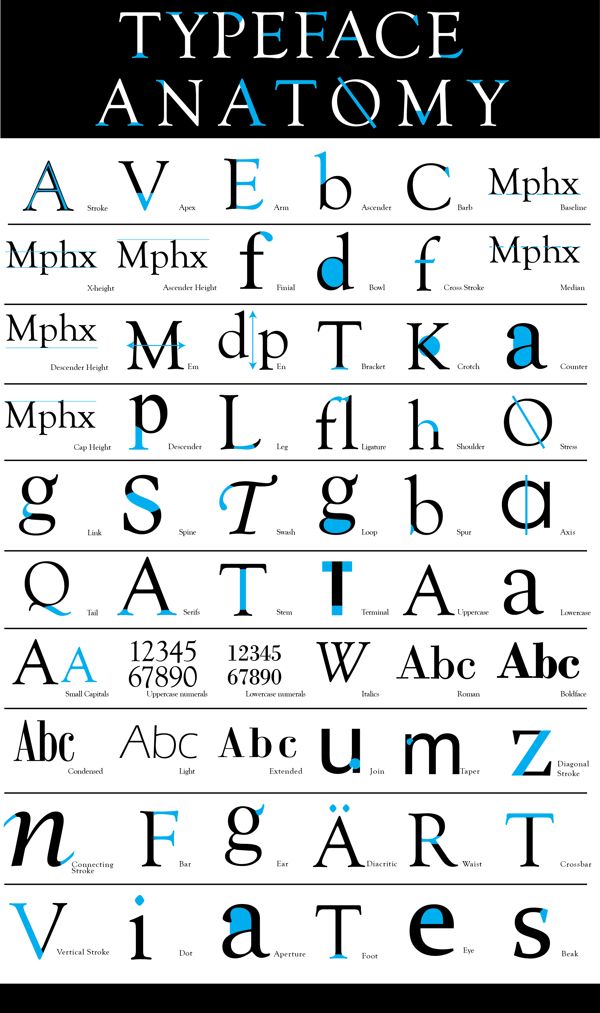 TYPEFACE
ANATOMY
A Stroke V Apex E Arm b Ascender C Barb Mphx Baseline
Mphx X-height Mphx Ascender Height f Finial d Bowl f Cross Stroke Mphx Median
Mphx Descender Height M Em dp En T Bracket K Crotch a Counter
Mphx Cap Height p Descender L Leg fl Ligature h Shoulder O Stress
g Link S Spine T Swash g Loop b Spur a Axis
Q Tail A Serifs T Stem T Terminal A Uppercase a Lowercase
AA Small Capitals 12345 67890 Uppercase numerals 12345 67890 Lowercase numerals W Italics Abc Roman Abc Boldface
Abc Condensed Abc Light Abc Extended u Join m Taper z Diagonal Stroke
n Connecting Stroke F Bar g Ear Ä Diacritic R Waist T Crossbar
V Vertical Stroke i Dot a Aperture T Foot e Eye s Beak